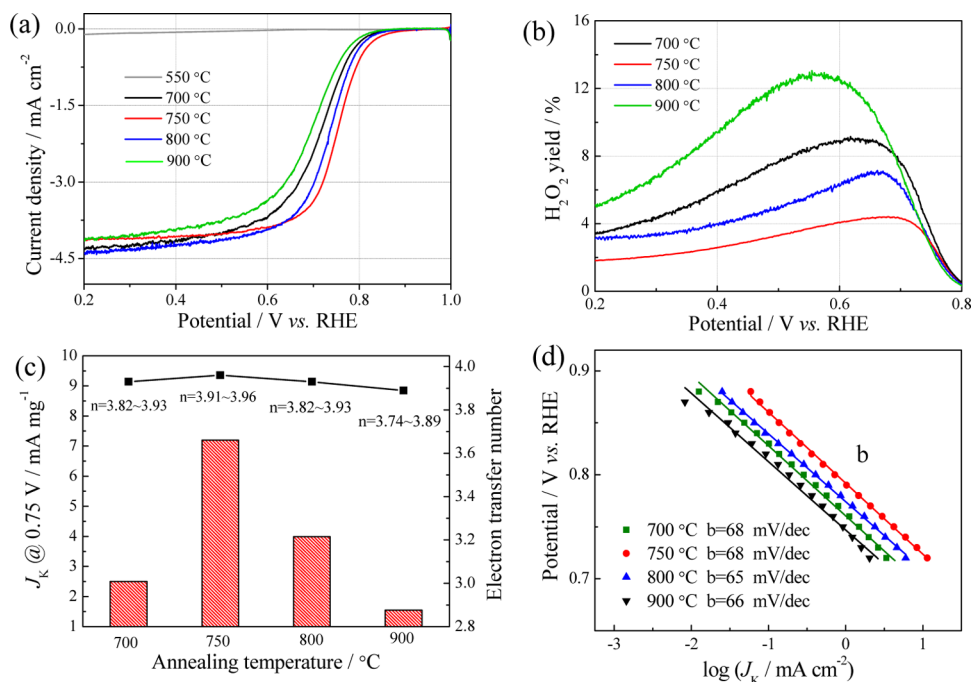 (a)
0.0
-1.5
-3.0
-4.5
Current density / mA cm-2
550 °C
700 °C
750 °C
800 °C
900 °C
0.2 0.4 0.6 0.8 1.0
Potential / V vs. RHE
(b)
16
12
8
4
0
H2O2 yield / %
700 °C
750 °C
800 °C
900 °C
0.2 0.4 0.6 0.8
Potential / V vs. RHE
(c)
10
9
8
7
6
5
4
3
2
1
JK @ 0.75 V / mA mg-1
n=3.82~3.93
n=3.91~3.96
n=3.82~3.93
n=3.74~3.89
4.0
3.8
3.6
3.4
3.2
3.0
2.8
Electron transfer number
700 750 800 900
Annealing temperature / °C
(d)
0.9
0.8
0.7
Potential / V vs. RHE
b
700 °C b=68 mV/dec
750 °C b=68 mV/dec
800 °C b=65 mV/dec
900 °C b=66 mV/dec
-3 -2 -1 0 1 2
log (JK / mA cm-2)